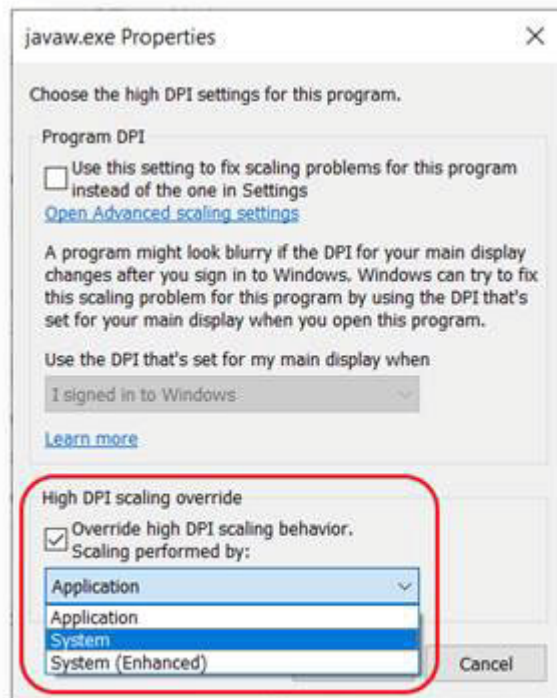 javaw.exe Properties
Choose the high DPI settings for this program.
Program DPI
Use this setting to fix scaling problems for this program
instead of the one in Settings
Open Advanced scaling settings
A program might look blurry if the DPI for your main display
changes after you sign in to Windows. Windows can try to fix
this scaling problem for this program by using the DPI that's
set for your main display when you open this program.
Use the DPI that's set for my main display when
I signed in to Windows
Learn more
High DPI scaling override
Override high DPI scaling behavior.
Scaling performed by:
Application
Application
System
System (Enhanced)
Cancel